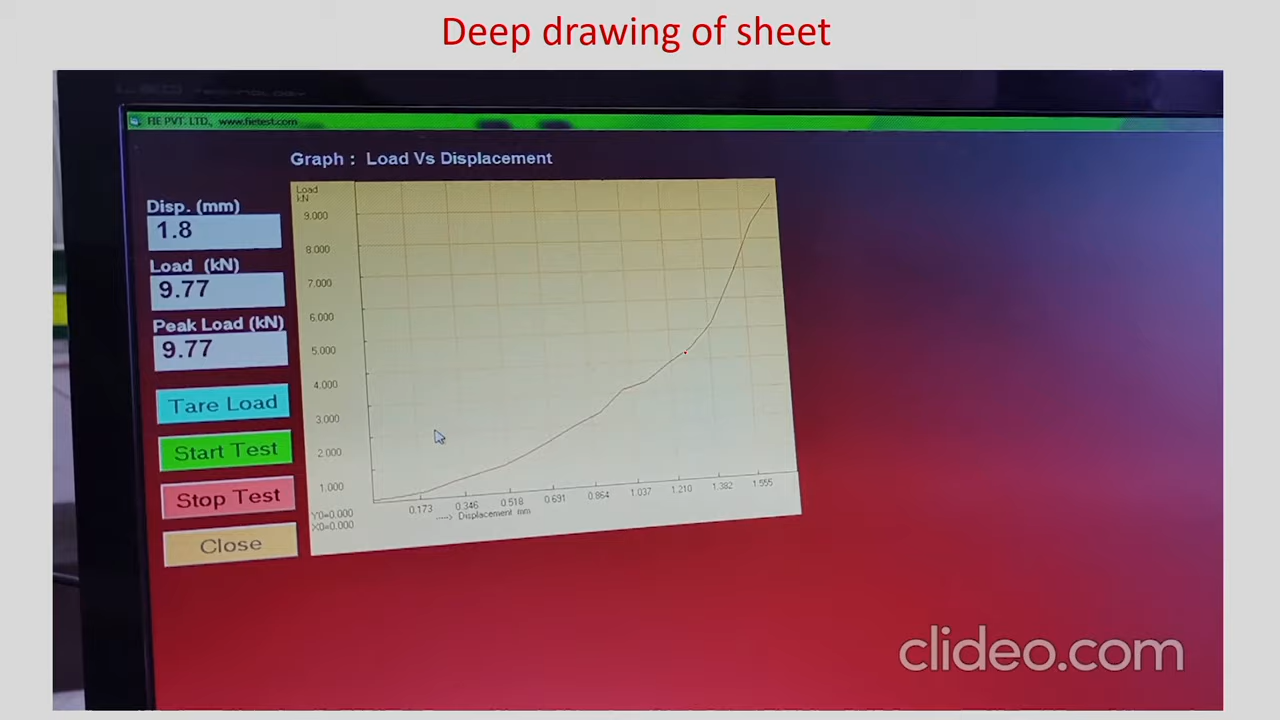 Deep drawing of sheet
FIE PVT. LTD., www.fietest.com
Graph : Load Vs Displacement
Load
kN
Disp. (mm)
1.8
Load (kN)
9.77
Peak Load (kN)
9.77
Tare Load
Start Test
Stop Test
Close
9.000
8.000
7.000
6.000
5.000
4.000
3.000
2.000
1.000
Y0=0.000
X0=0.000
0.173 0.346 0.518 0.691 0.864 1.037 1.210 1.382 1.555
----> Displacement mm
clideo.com